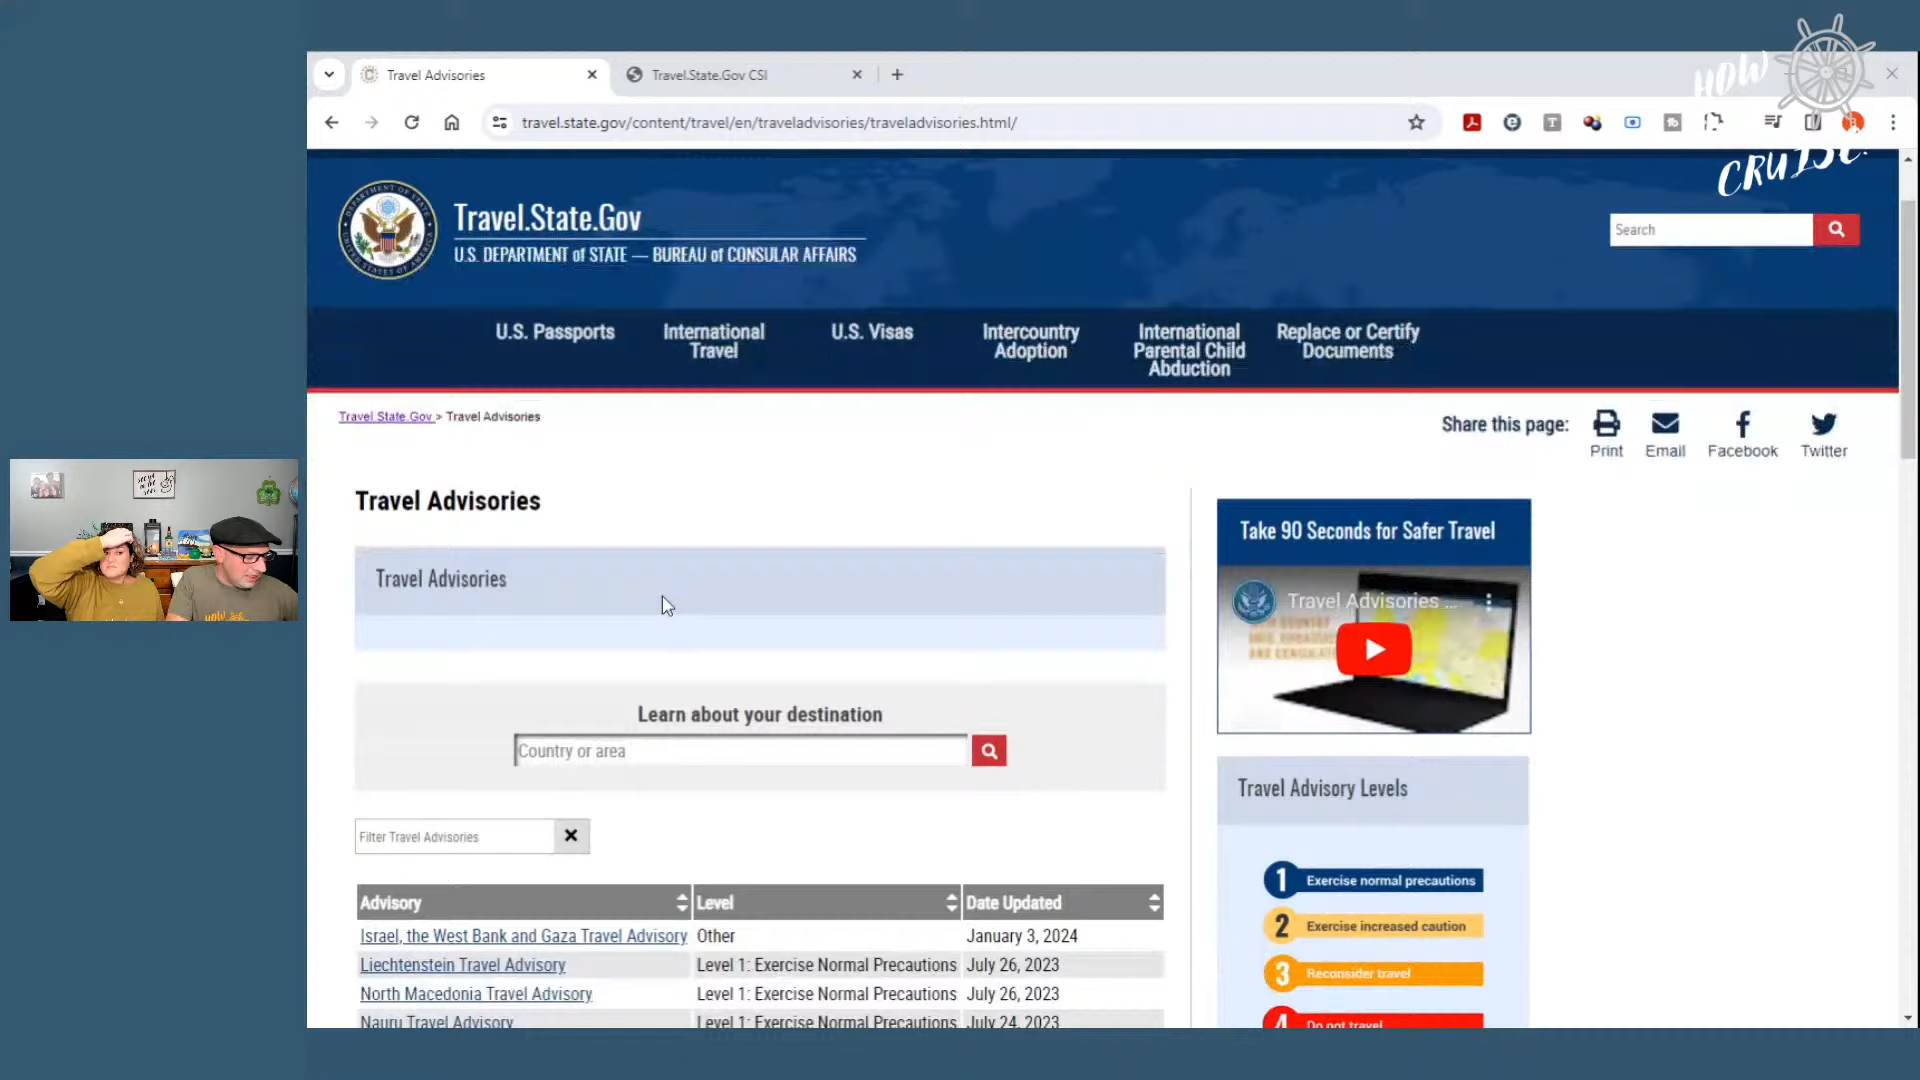 Travel Advisories
Travel.State.Gov CSI
HOW
CRUISE!
travel.state.gov/content/travel/en/traveladvisories/traveladvisories.html/
Travel.State.Gov
U.S. DEPARTMENT of STATE — BUREAU of CONSULAR AFFAIRS
Search
U.S. Passports
International
Travel
U.S. Visas
Intercountry
Adoption
International
Parental Child
Abduction
Replace or Certify
Documents
Travel.State.Gov > Travel Advisories
Share this page:
Print
Email
Facebook
Twitter
Travel Advisories
Travel Advisories
Learn about your destination
Country or area
Filter Travel Advisories
Advisory Level Date Updated
Israel, the West Bank and Gaza Travel Advisory Other January 3, 2024
Liechtenstein Travel Advisory Level 1: Exercise Normal Precautions July 26, 2023
North Macedonia Travel Advisory Level 1: Exercise Normal Precautions July 26, 2023
Nauru Travel Advisory Level 1: Exercise Normal Precautions July 24, 2023
Take 90 Seconds for Safer Travel
Travel Advisories ...
Travel Advisory Levels
1 Exercise normal precautions
2 Exercise increased caution
3 Reconsider travel
4 Do not travel